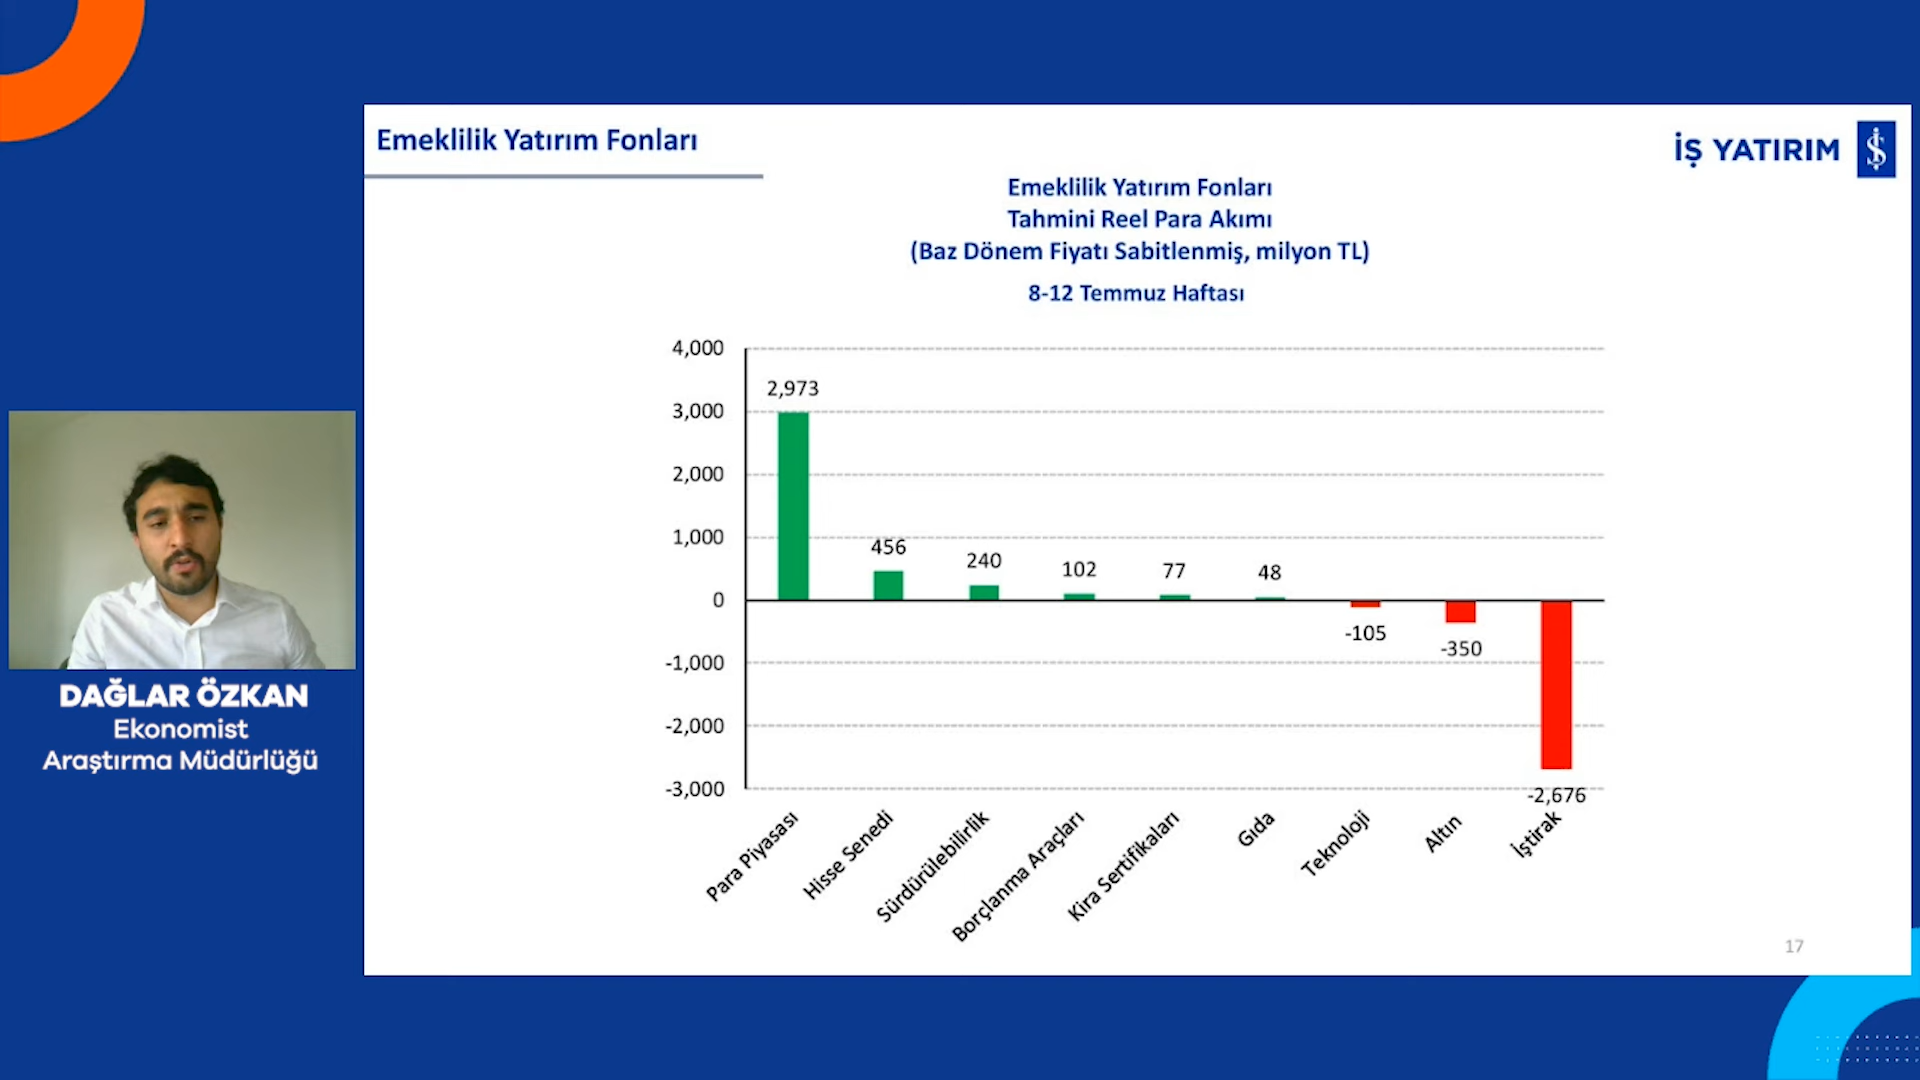 Emeklilik Yatırım Fonları
İŞ YATIRIM
Emeklilik Yatırım Fonları
Tahmini Reel Para Akımı
(Baz Dönem Fiyatı Sabitlenmiş, milyon TL)
8-12 Temmuz Haftası
4,000
3,000
2,000
1,000
0
-1,000
-2,000
-3,000
2,973
456
240
102
77
48
-105
-350
-2,676
Para Piyasası
Hisse Senedi
Sürdürülebilirlik
Borçlanma Araçları
Kira Sertifikaları
Gıda
Teknoloji
Altın
İştirak
17
DAĞLAR ÖZKAN
Ekonomist
Araştırma Müdürlüğü